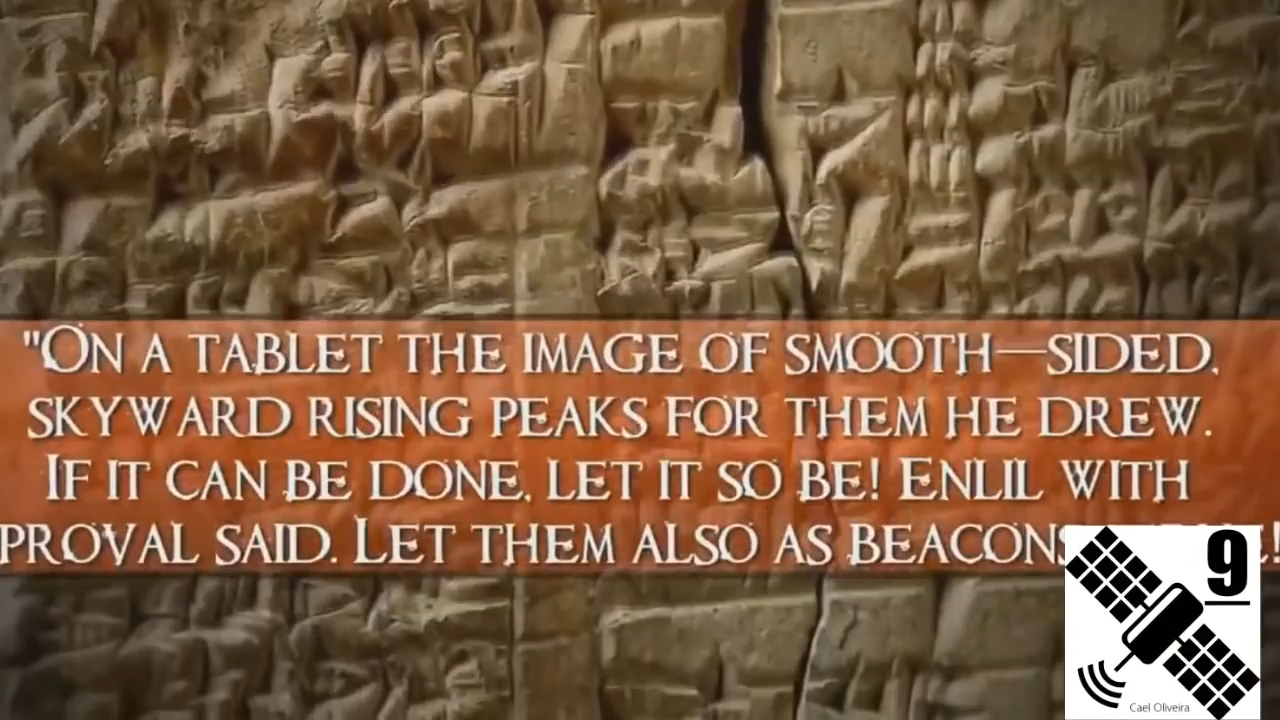 "On a tablet the image of smooth—sided,
skyward rising peaks for them he drew.
If it can be done, let it so be! Enlil with
proval said. Let them also as beacons
9
Cael Oliveira